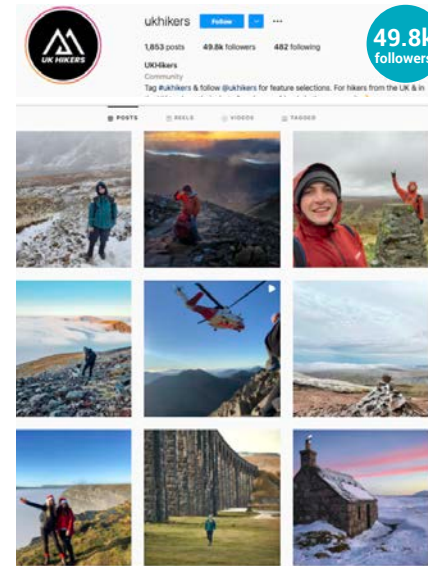 ukhikers Follow
1,853 posts 49.8k followers 482 following
UKHikers
Community
Tag #ukhikers & follow @ukhikers for feature selections. For hikers from the UK & in
UK HIKERS
49.8k
followers
POSTS REELS VIDEOS TAGGED